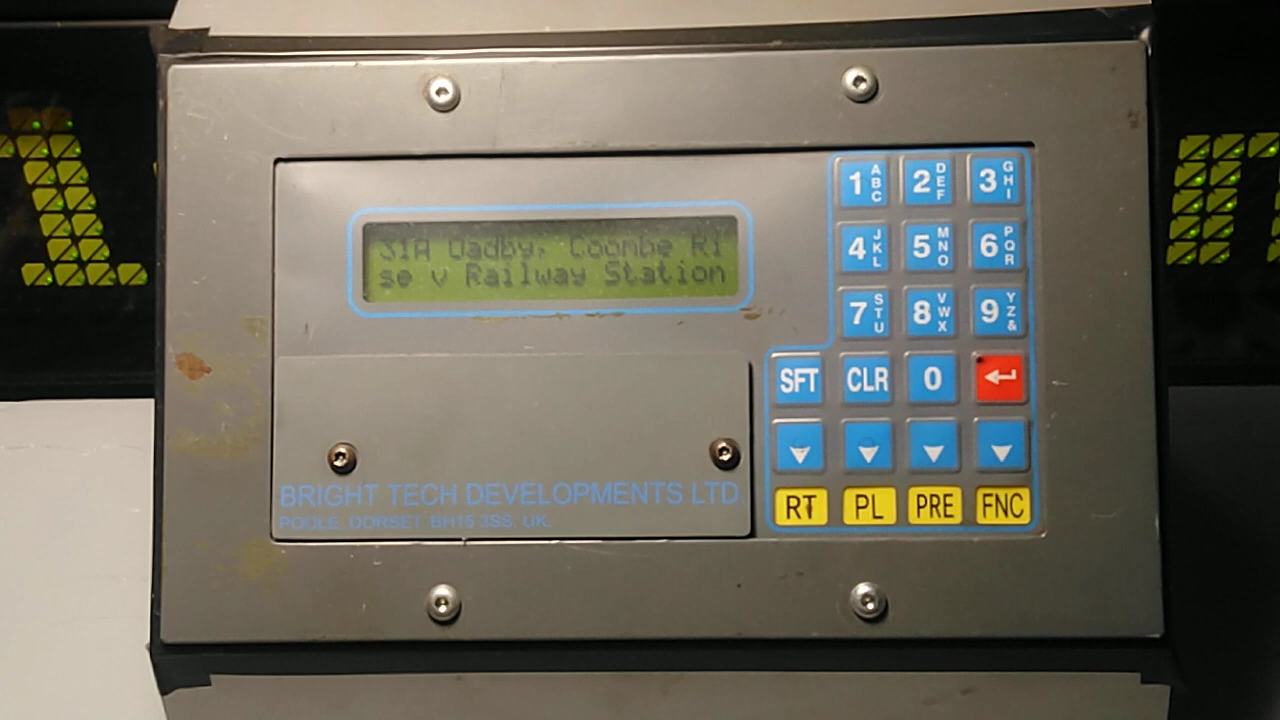 31A Oadby, Coombe Ri
se v Railway Station
1 ABC
2 DEF
3 GHI
4 JKL
5 MNO
6 PQR
7 STU
8 VWX
9 YZ&
SFT CLR 0
RT PL PRE FNC
BRIGHT TECH DEVELOPMENTS LTD
POOLE. DORSET. BH15 3SS. UK.